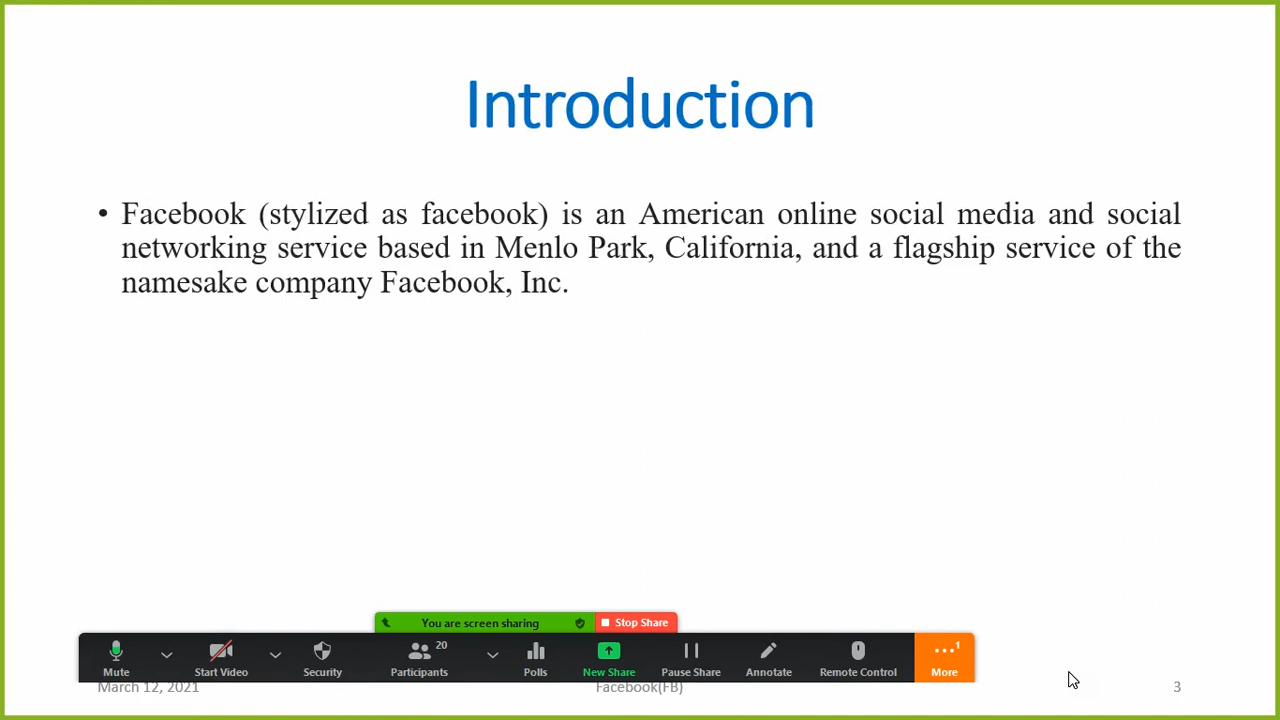 Introduction
• Facebook (stylized as facebook) is an American online social media and social
networking service based in Menlo Park, California, and a flagship service of the
namesake company Facebook, Inc.
You are screen sharing Stop Share
Mute Start Video Security Participants 20 Polls New Share Pause Share Annotate Remote Control More 1
March 12, 2021 Facebook(FB) 3